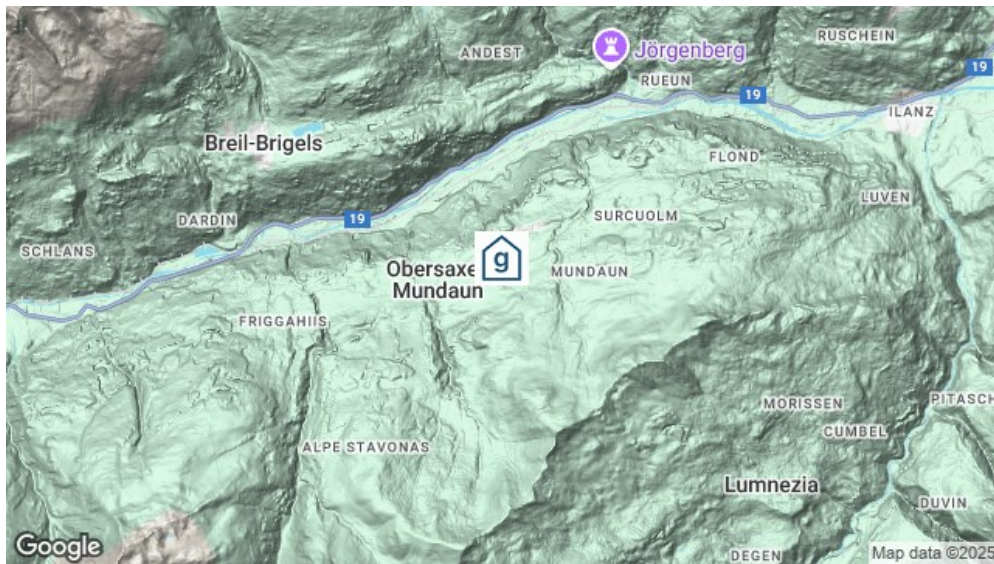 RUSCHEIN
ANDEST
Jörgenberg
19
RUEUN
19
ILANZ
Breil-Brigels
FLOND
LUVEN
DARDIN
19
SURCUOLM
SCHLANS
g
Obersaxe
Mundaun
MUNDAUN
FRIGGAHIIS
PITASCH
MORISSEN
CUMBEL
ALPE STAVONAS
Lumnezia
DUVIN
Google
DEGEN
Map data ©2025